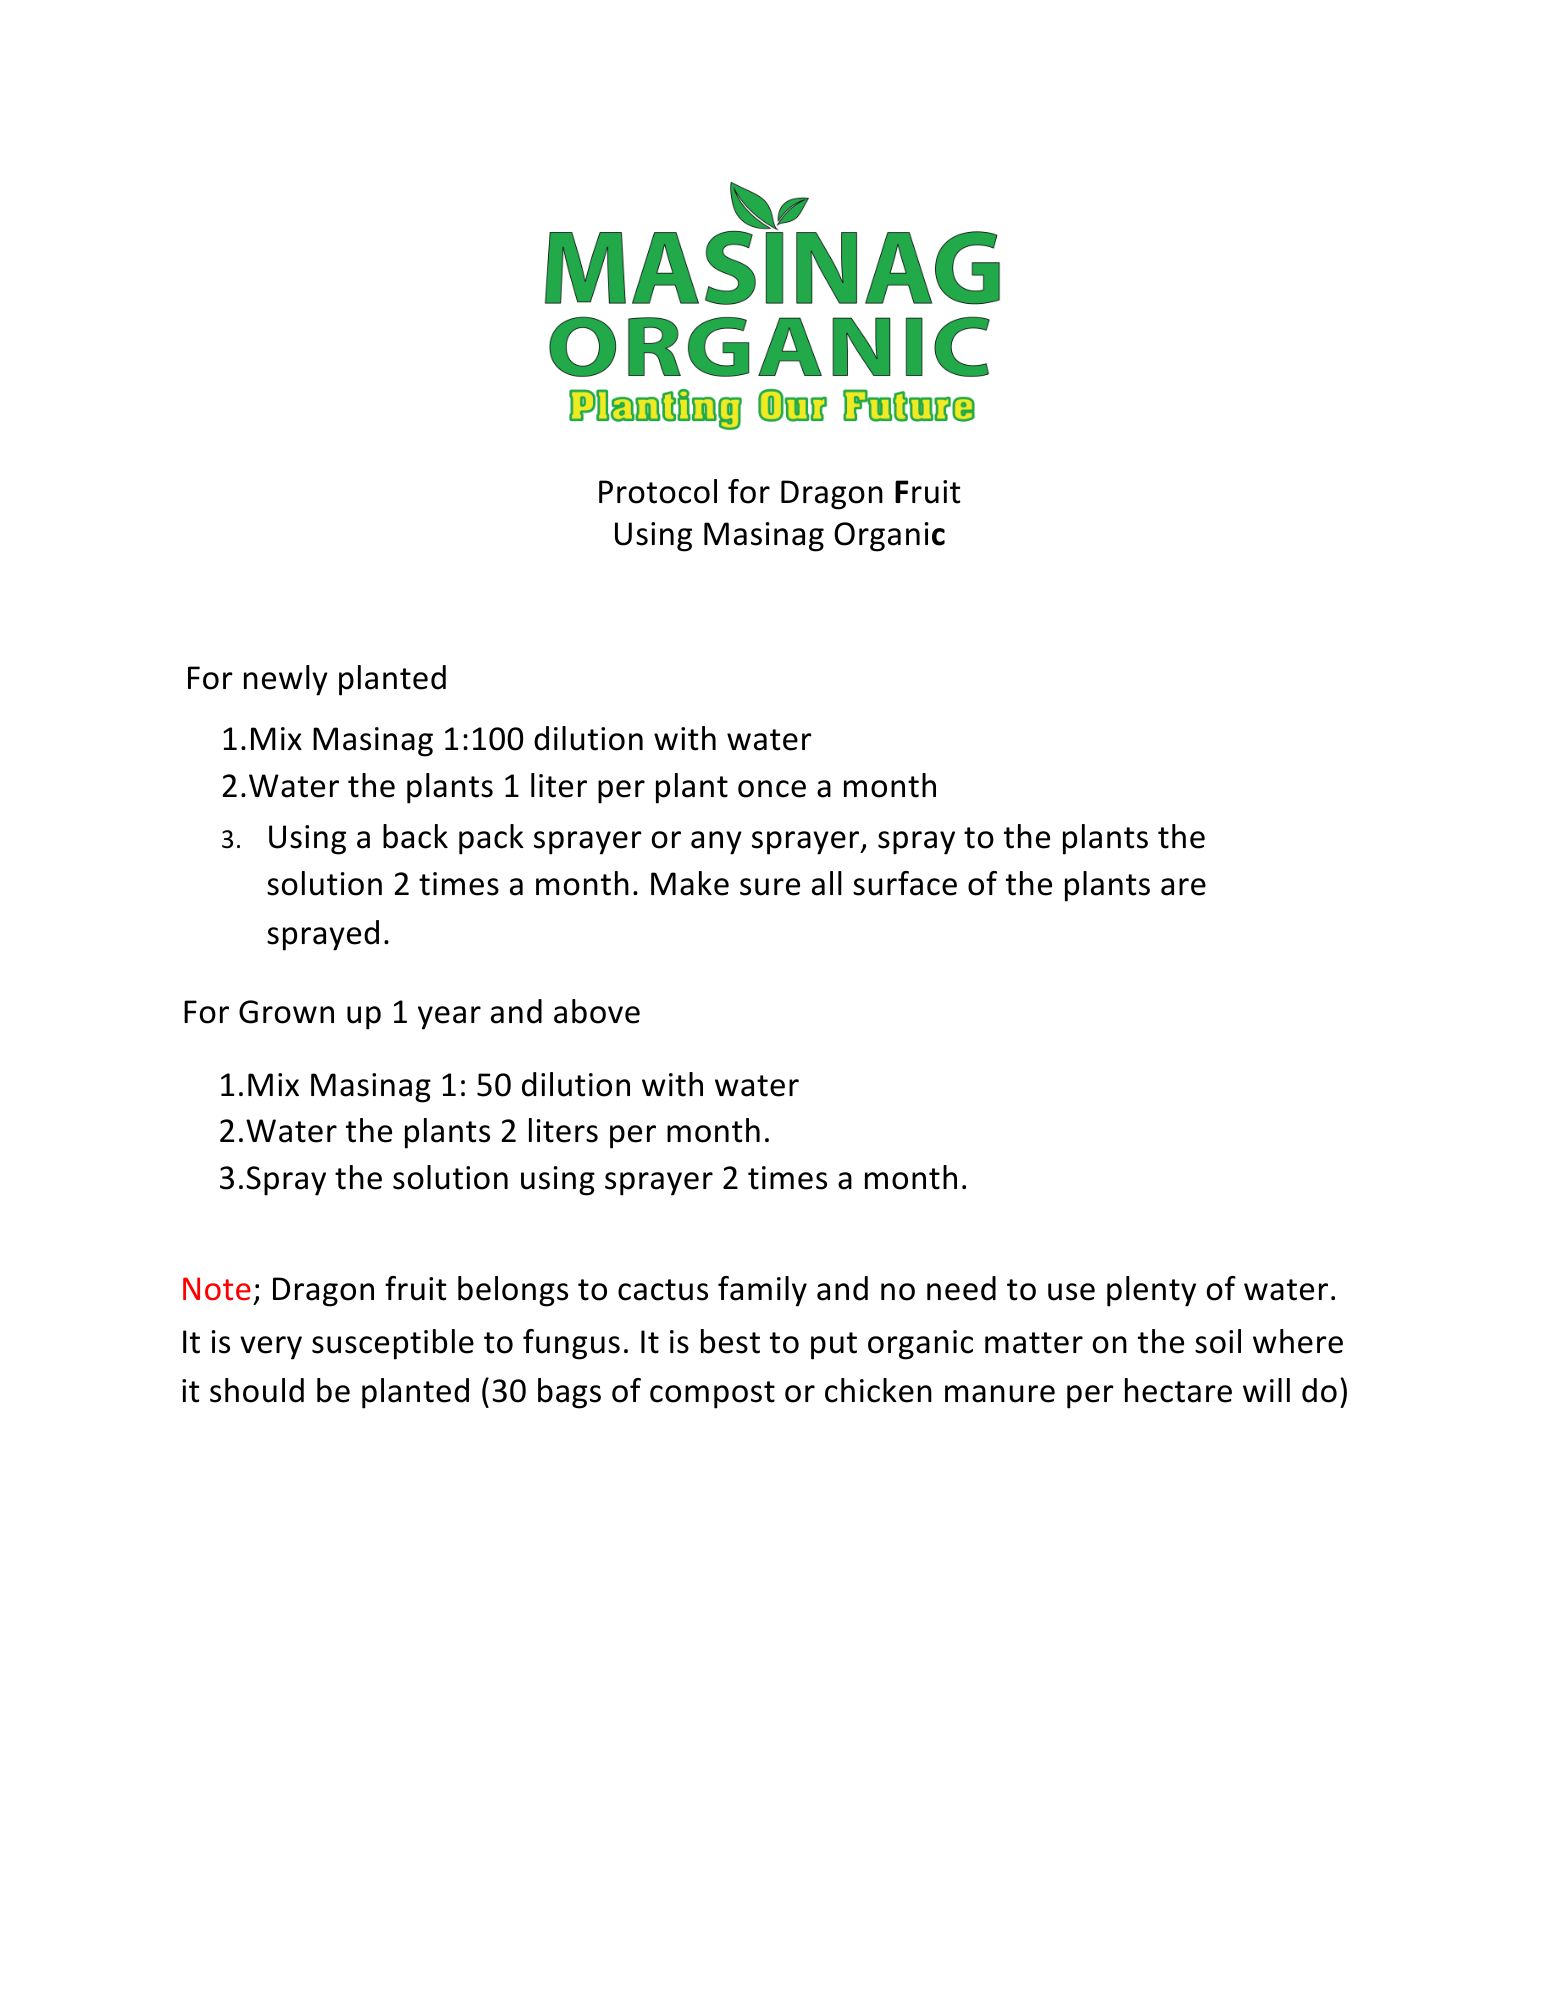 MASINAG
ORGANIC
Planting Our Future
Protocol for Dragon Fruit
Using Masinag Organic
For newly planted
1.Mix Masinag 1:100 dilution with water
2.Water the plants 1 liter per plant once a month
3. Using a back pack sprayer or any sprayer, spray to the plants the
solution 2 times a month. Make sure all surface of the plants are
sprayed.
For Grown up 1 year and above
1.Mix Masinag 1: 50 dilution with water
2.Water the plants 2 liters per month.
3.Spray the solution using sprayer 2 times a month.
Note; Dragon fruit belongs to cactus family and no need to use plenty of water.
It is very susceptible to fungus. It is best to put organic matter on the soil where
it should be planted (30 bags of compost or chicken manure per hectare will do)